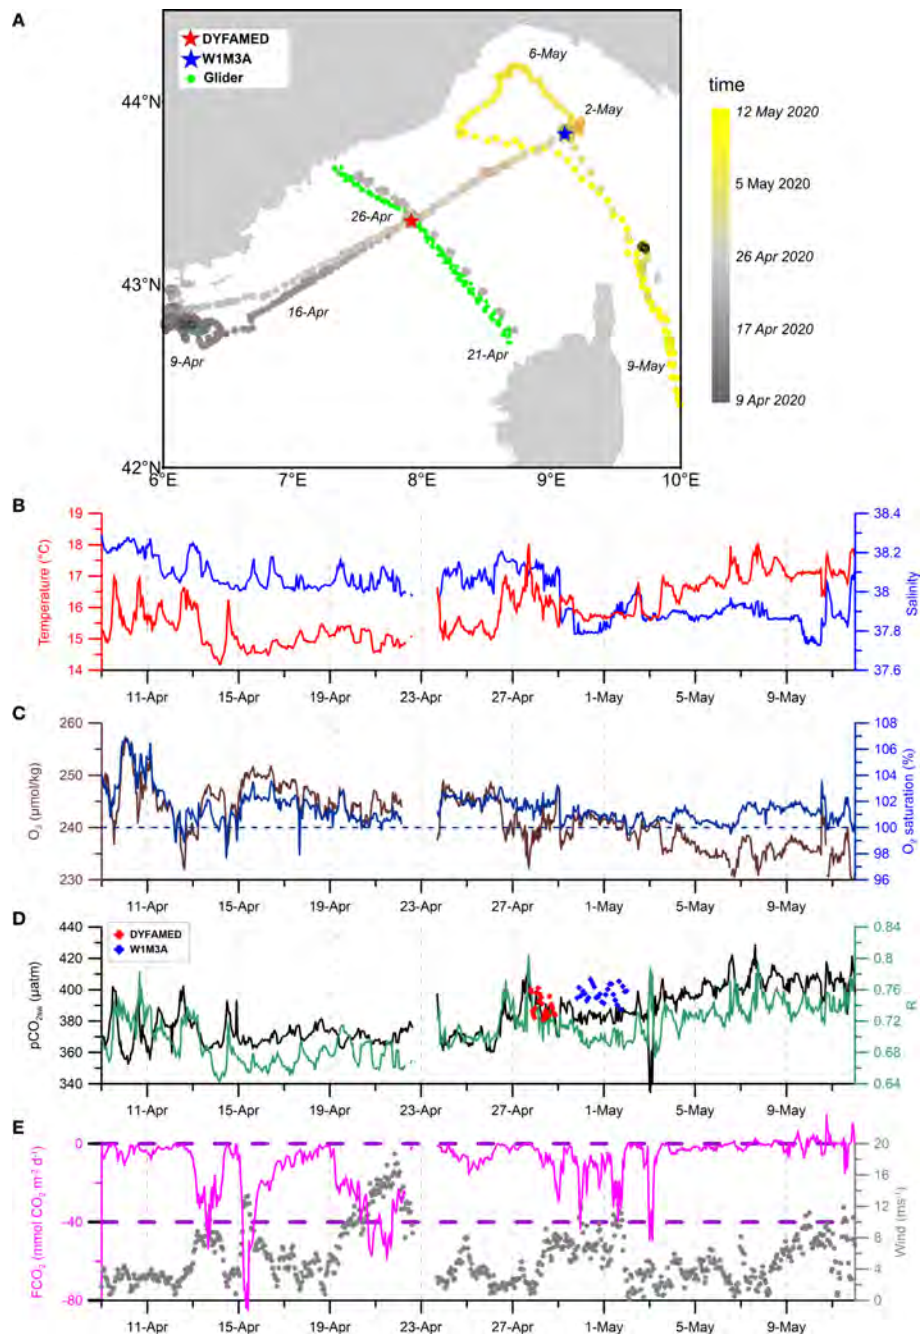 A
DYFAMED
W1M3A
Glider
6-May
2-May
26-Apr
16-Apr
9-Apr
21-Apr
9-May
44°N
43°N
42°N
6°E 7°E 8°E 9°E 10°E
time
12 May 2020
5 May 2020
26 Apr 2020
17 Apr 2020
9 Apr 2020
B
Temperature (°C)
19
18
17
16
15
14
38.4
38.2
38
37.8
37.6
Salinity
11-Apr 15-Apr 19-Apr 23-Apr 27-Apr 1-May 5-May 9-May
C
O₂ (µmol/kg)
260
250
240
230
108
106
104
102
100
98
96
O₂ saturation (%)
11-Apr 15-Apr 19-Apr 23-Apr 27-Apr 1-May 5-May 9-May
D
DYFAMED
W1M3A
pCO₂sw (µatm)
440
420
400
380
360
340
0.84
0.8
0.76
0.72
0.68
0.64
R
11-Apr 15-Apr 19-Apr 23-Apr 27-Apr 1-May 5-May 9-May
E
FCO₂ (mmol CO₂ m⁻² d⁻¹)
0
-40
-80
20
16
12
8
4
0
Wind (ms⁻¹)
11-Apr 15-Apr 19-Apr 23-Apr 27-Apr 1-May 5-May 9-May